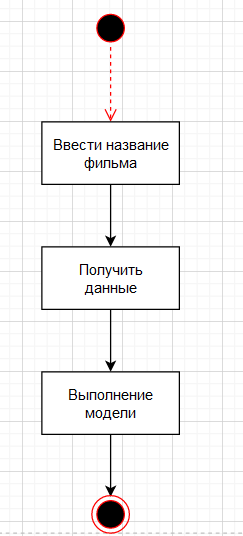 Ввести название
фильма
Получить
данные
Выполнение
модели